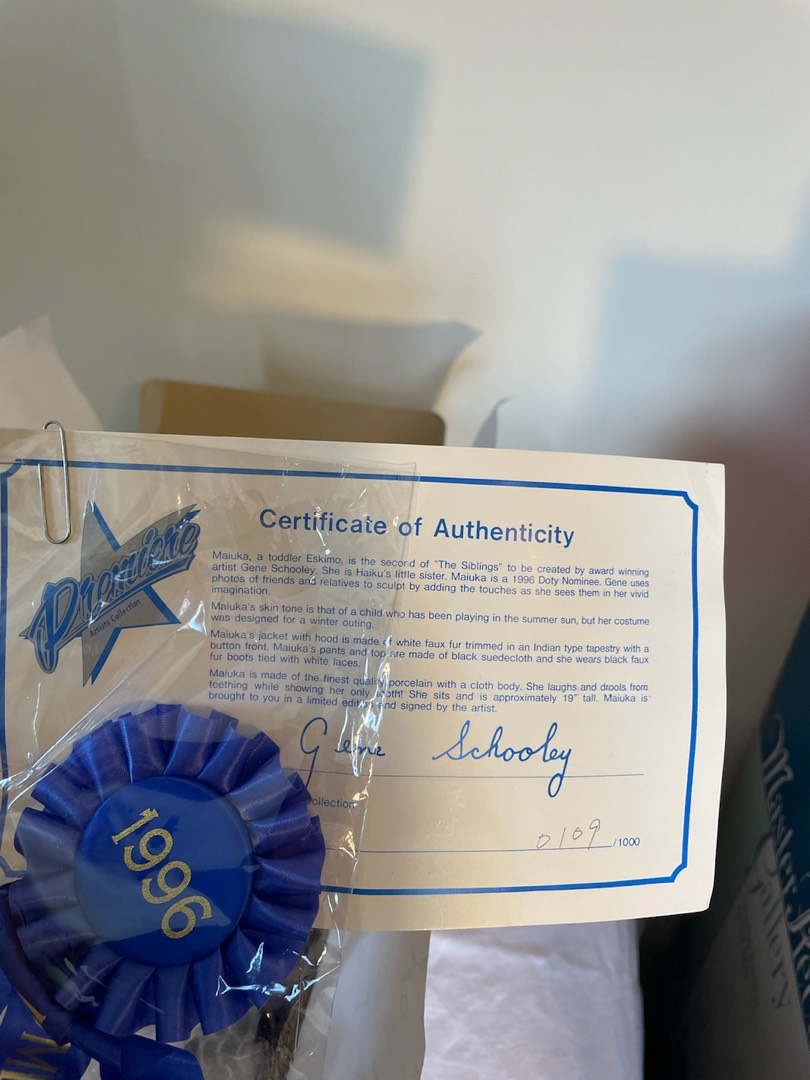 Certificate of Authenticity
Premiere
Artists Collection
Maiuka, a toddler Eskimo, is the second of "The Siblings" to be created by award winning
artist Gene Schooley. She is Haiku's little sister. Maiuka is a 1996 Doty Nominee. Gene uses
photos of friends and relatives to sculpt by adding the touches as she sees them in her vivid
imagination.
Maiuka's skin tone is that of a child who has been playing in the summer sun, but her costume
was designed for a winter outing.
Maiuka's jacket with hood is made of white faux fur trimmed in an Indian type tapestry with a
button front. Maiuka's pants and top are made of black suedecloth and she wears black faux
fur boots tied with white laces.
Maiuka is made of the finest quality porcelain with a cloth body. She laughs and drools from
teething while showing her only tooth! She sits and is approximately 19" tall. Maiuka is
brought to you in a limited edition and signed by the artist.
Gene Schooley
ollection
0109 /1000
1996
Master
Gallery